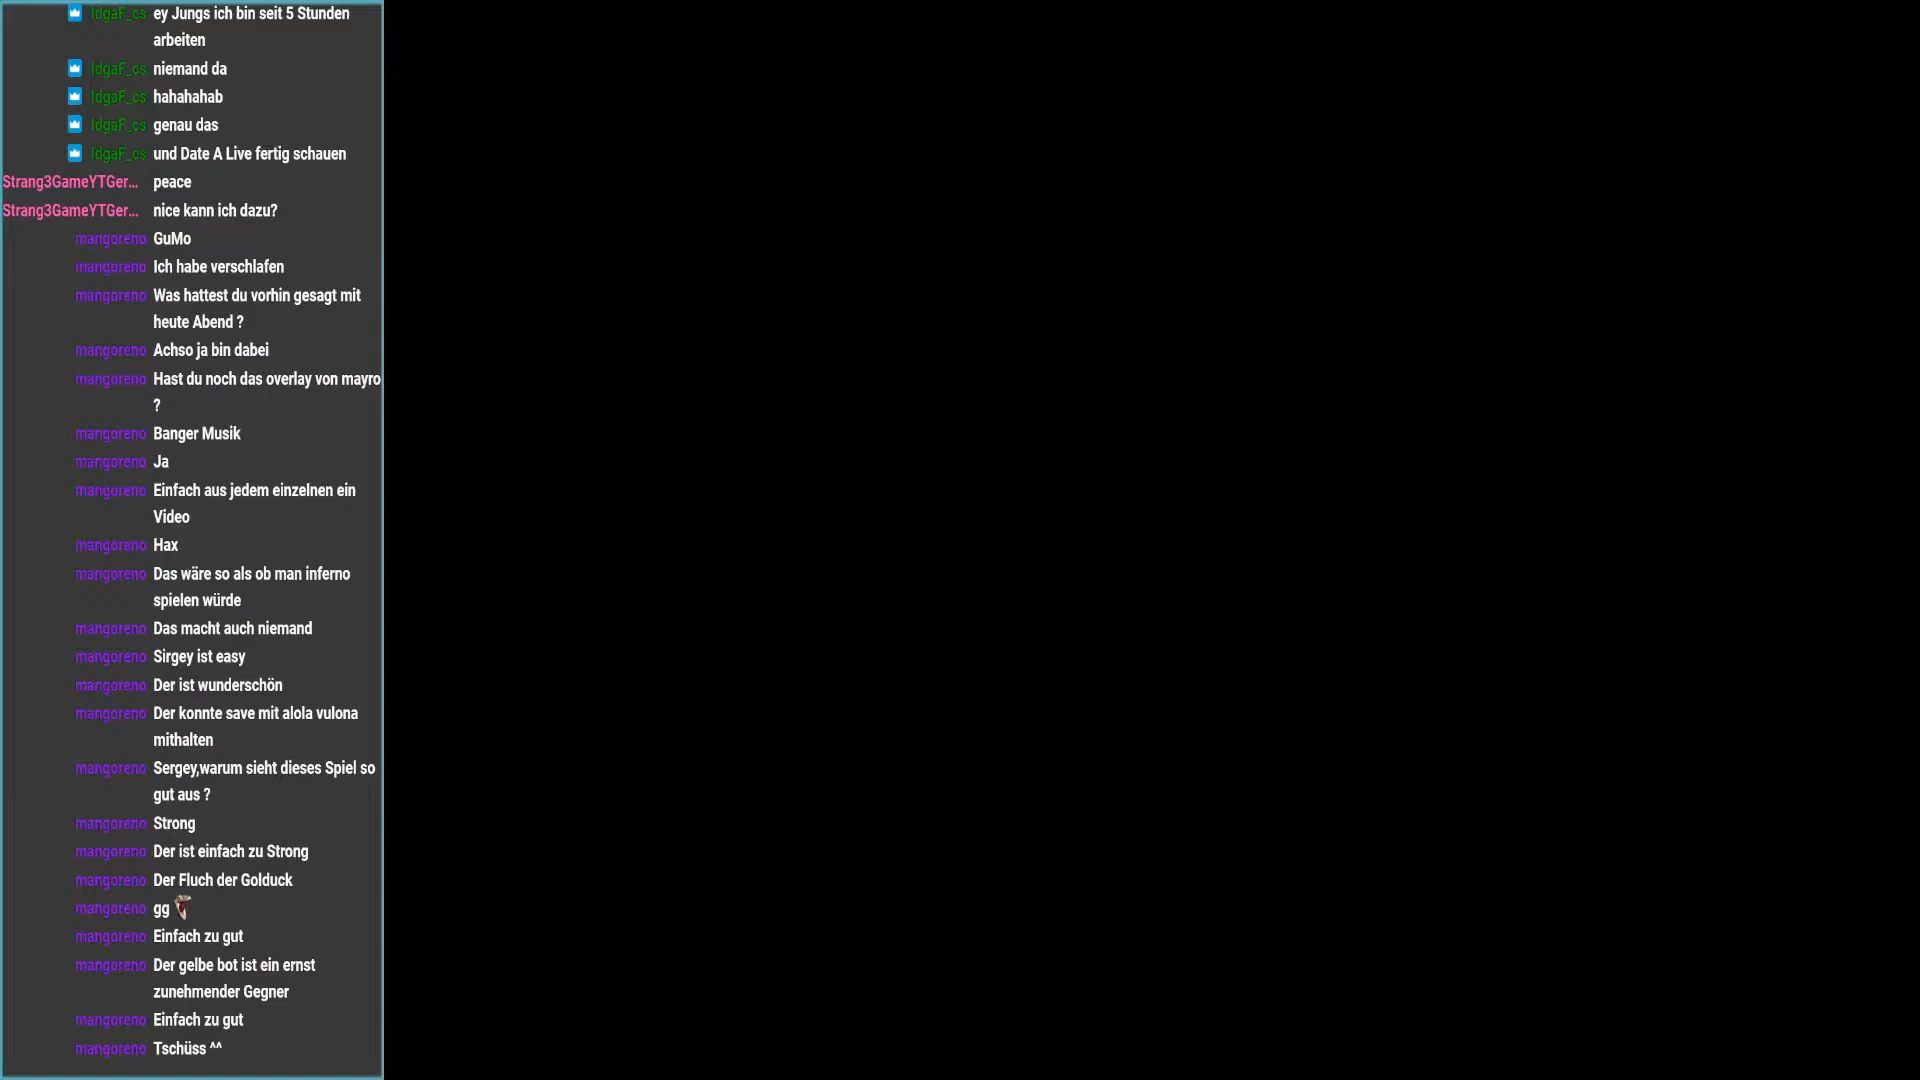 IdgaF_cs ey Jungs ich bin seit 5 Stunden
arbeiten
IdgaF_cs niemand da
IdgaF_cs hahahahab
IdgaF_cs genau das
IdgaF_cs und Date A Live fertig schauen
Strang3GameYTGer... peace
Strang3GameYTGer... nice kann ich dazu?
mangoreno GuMo
mangoreno Ich habe verschlafen
mangoreno Was hattest du vorhin gesagt mit
heute Abend ?
mangoreno Achso ja bin dabei
mangoreno Hast du noch das overlay von mayro
?
mangoreno Banger Musik
mangoreno Ja
mangoreno Einfach aus jedem einzelnen ein
Video
mangoreno Hax
mangoreno Das wäre so als ob man inferno
spielen würde
mangoreno Das macht auch niemand
mangoreno Sirgey ist easy
mangoreno Der ist wunderschön
mangoreno Der konnte save mit alola vulona
mithalten
mangoreno Sergey,warum sieht dieses Spiel so
gut aus ?
mangoreno Strong
mangoreno Der ist einfach zu Strong
mangoreno Der Fluch der Golduck
mangoreno gg
mangoreno Einfach zu gut
mangoreno Der gelbe bot ist ein ernst
zunehmender Gegner
mangoreno Einfach zu gut
mangoreno Tschüss ^^